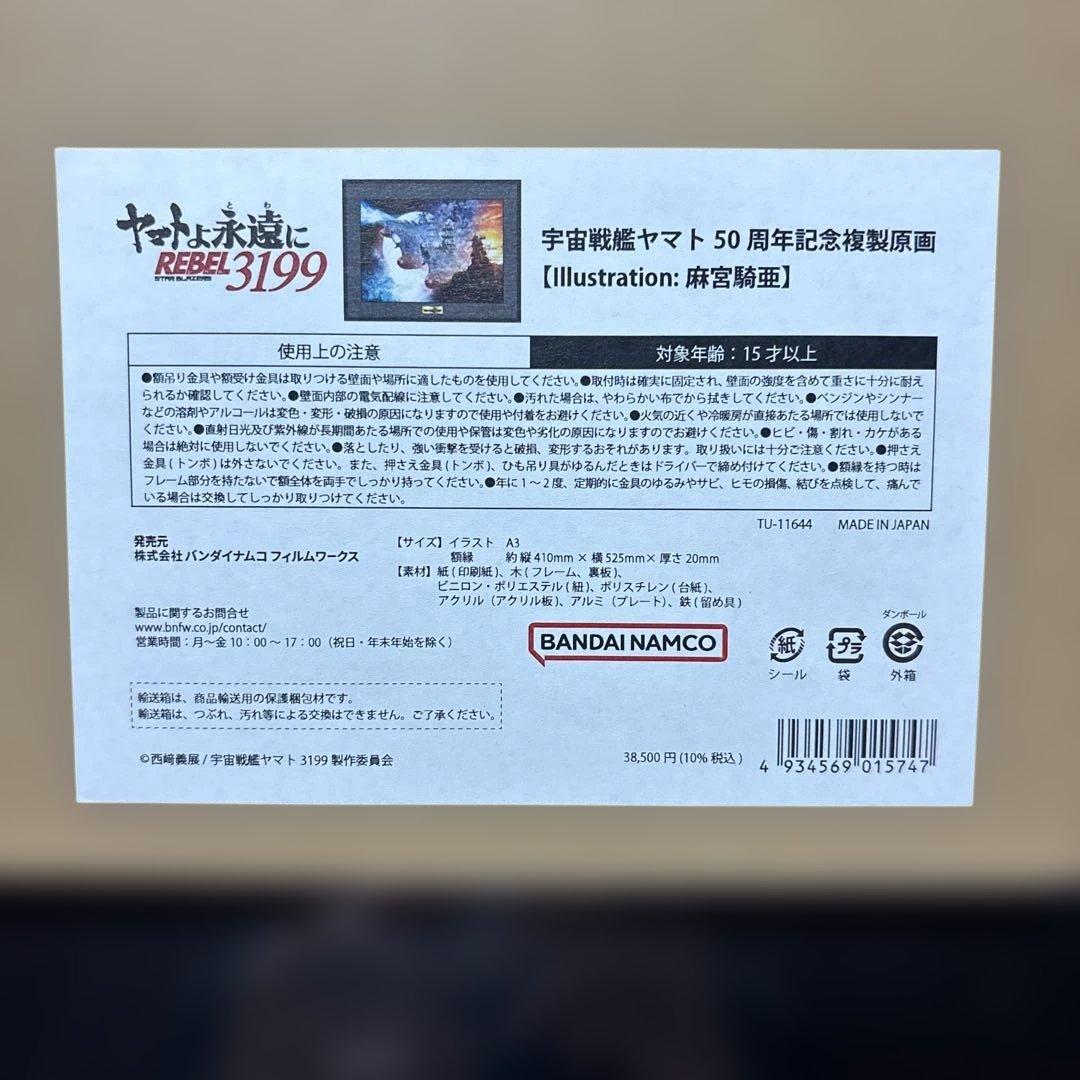 とわ
ヤマトよ永遠に
REBEL3199
STAR BLAZERS
宇宙戦艦ヤマト 50 周年記念複製原画
【Illustration: 麻宮騎亜】
使用上の注意
対象年齢：15 才以上
●額吊り金具や額受け金具は取りつける壁面や場所に適したものを使用してください。●取付時は確実に固定され、壁面の強度を含めて重さに十分に耐え
られるか確認してください。●壁面内部の電気配線に注意してください。●汚れた場合は、やわらかい布でから拭きしてください。●ベンジンやシンナー
などの溶剤やアルコールは変色・変形・破損の原因になりますので使用や付着をお避けください。●火気の近くや冷暖房が直接あたる場所では使用しないで
ください。●直射日光及び紫外線が長期間あたる場所での使用や保管は変色や劣化の原因になりますのでお避けください。●ヒビ・傷・割れ・カケがある
場合は絶対に使用しないでください。●落としたり、強い衝撃を受けると破損、変形するおそれがあります。取り扱いには十分ご注意ください。●押さえ
金具 ( トンボ ) は外さないでください。また、押さえ金具 ( トンボ )、ひも吊り具がゆるんだときはドライバーで締め付けてください。●額縁を持つ時は
フレーム部分を持たないで額全体を両手でしっかり持ってください。●年に 1 〜 2 度、定期的に金具のゆるみやサビ、ヒモの損傷、結びを点検して、痛んで
いる場合は交換してしっかり取りつけてください。
TU-11644 MADE IN JAPAN
発売元
株式会社 バンダイナムコ フィルムワークス
【サイズ】イラスト A3
額縁 約 縦 410mm × 横 525mm× 厚さ 20mm
【素材】紙 ( 印刷紙 )、木 ( フレーム、裏板 )、
ビニロン・ポリエステル ( 紐 )、ポリスチレン ( 台紙 )、
アクリル（アクリル板）、アルミ（プレート）、鉄 ( 留め具 )
製品に関するお問合せ
www.bnfw.co.jp/contact/
営業時間：月〜金 10：00 〜 17：00（祝日・年末年始を除く）
BANDAI NAMCO
紙
シール
プラ
袋
ダンボール
外箱
輸送箱は、商品輸送用の保護梱包材です。
輸送箱は、つぶれ、汚れ等による交換はできません。ご了承ください。
©西﨑義展 / 宇宙戦艦ヤマト 3199 製作委員会
38,500 円 (10% 税込 )
4 934569 015747